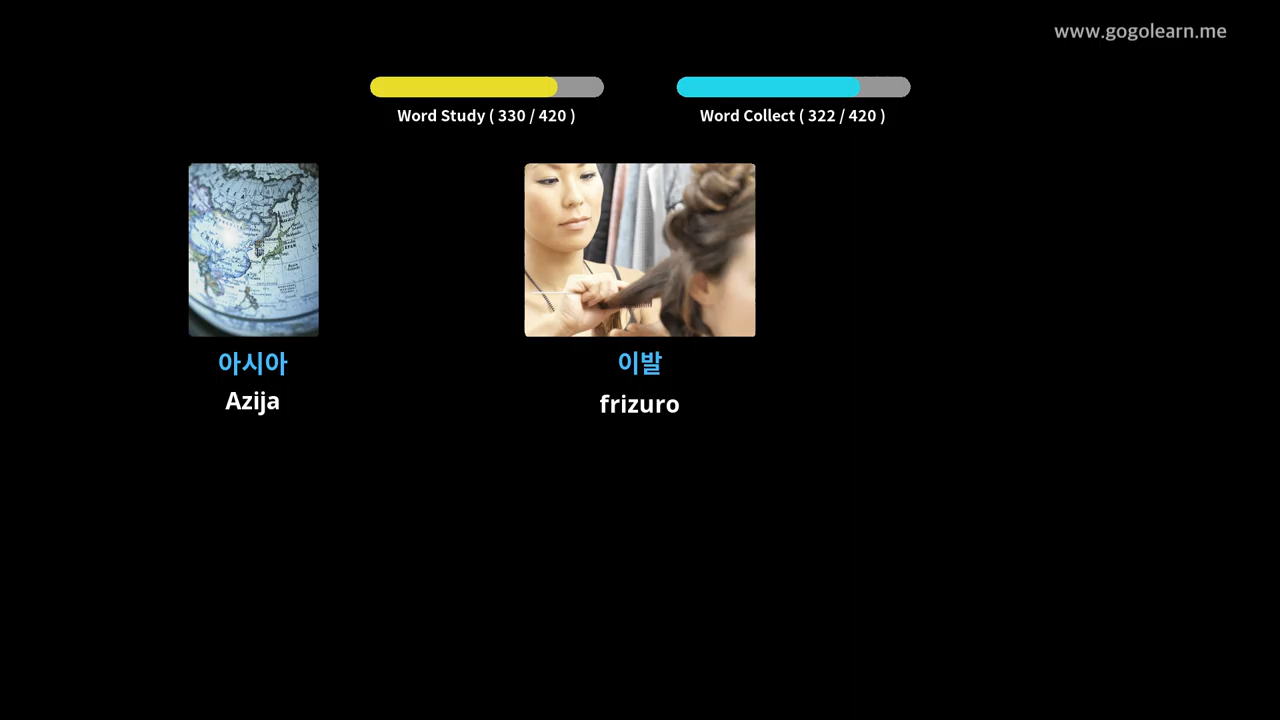 www.gogolearn.me
Word Study ( 330 / 420 )
Word Collect ( 322 / 420 )
아시아
Azija
이발
frizuro